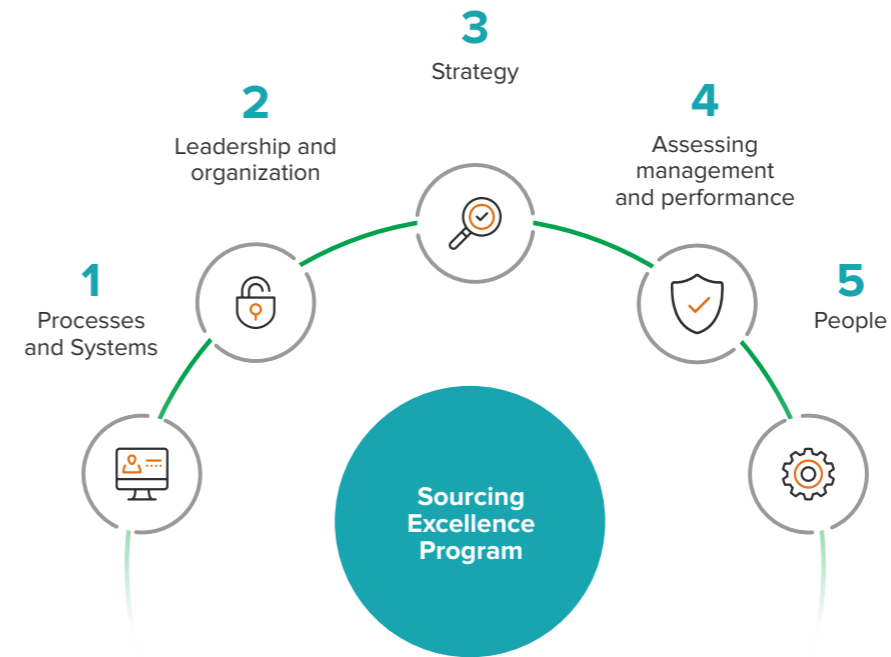 1
Processes
and Systems
2
Leadership and
organization
3
Strategy
4
Assessing
management
and performance
5
People
Sourcing
Excellence
Program